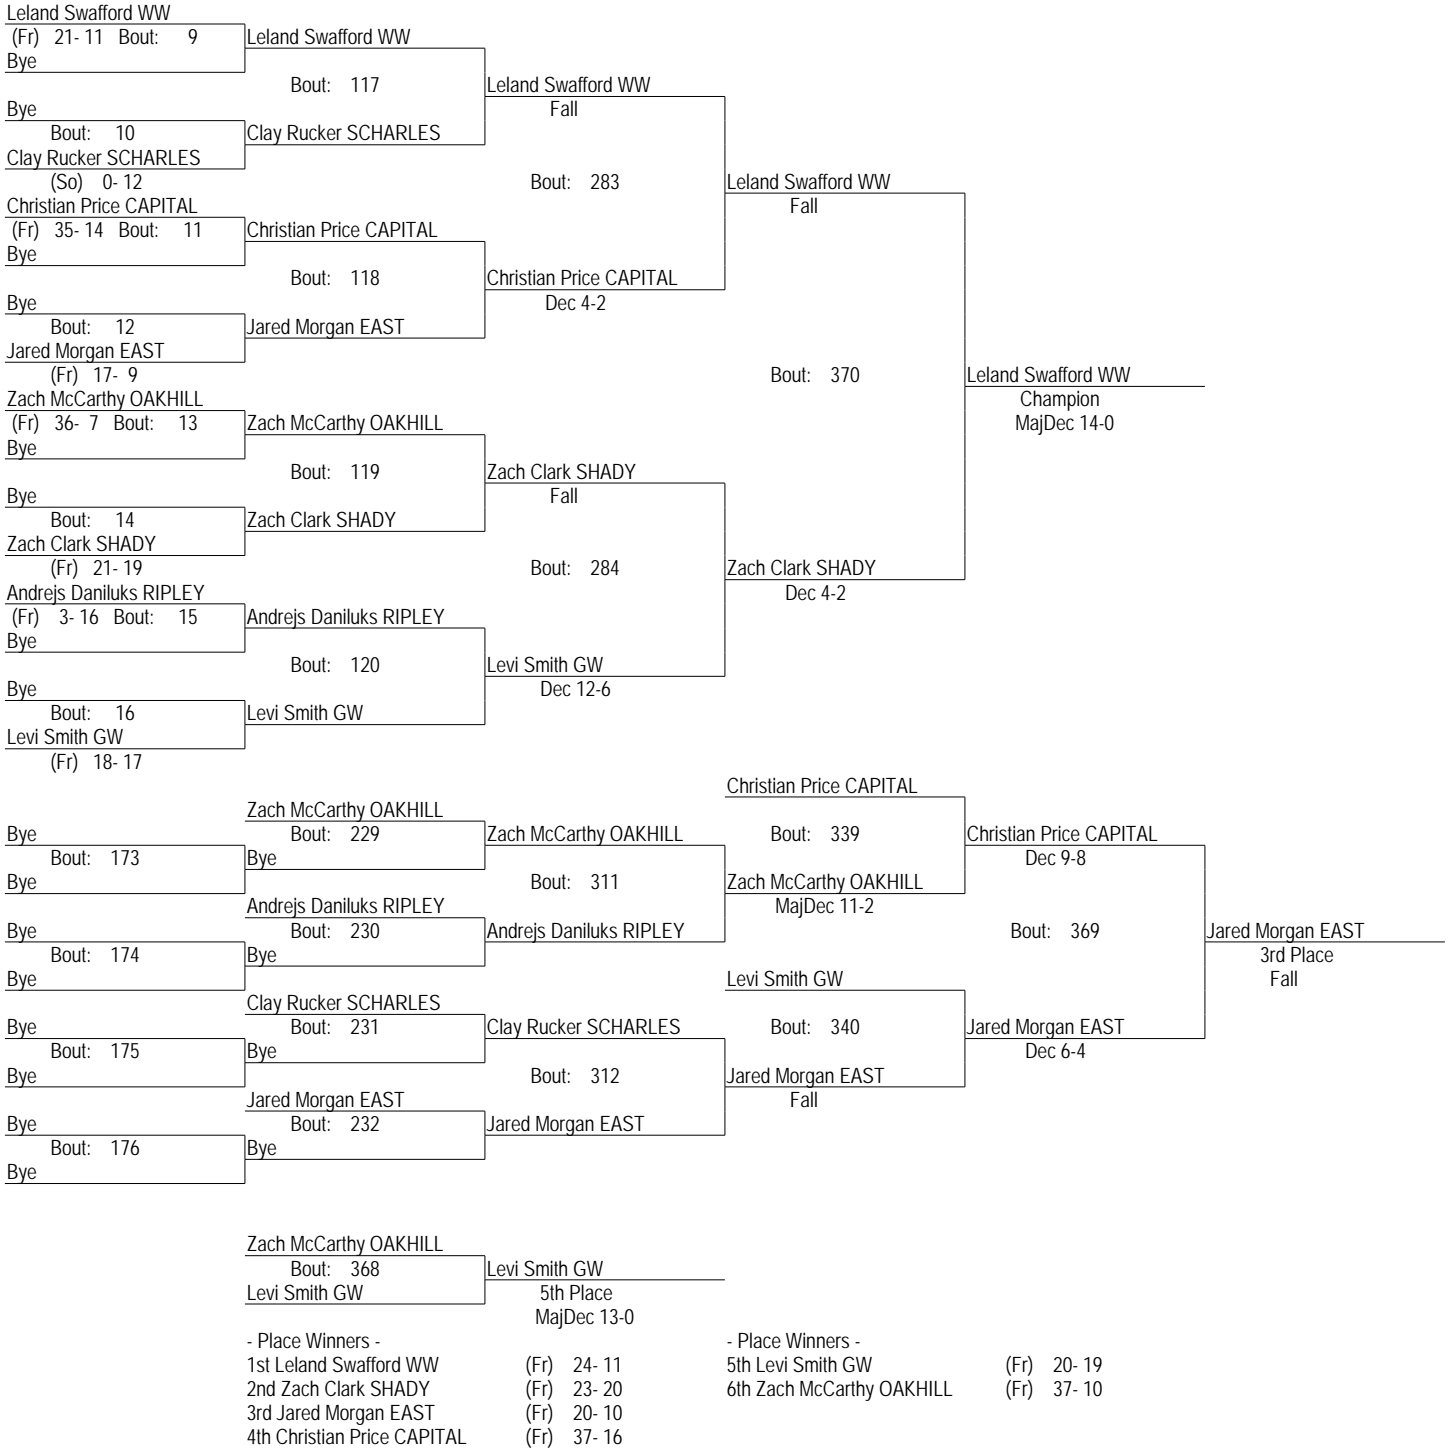 Leland Swafford WW
(Fr) 21- 11 Bout: 9 Leland Swafford WW
Bye
Bout: 117 Leland Swafford WW
Bye Fall
Bout: 10 Clay Rucker SCHARLES
Clay Rucker SCHARLES
(So) 0- 12 Bout: 283 Leland Swafford WW
Christian Price CAPITAL Fall
(Fr) 35- 14 Bout: 11 Christian Price CAPITAL
Bye
Bout: 118 Christian Price CAPITAL
Bye Dec 4-2
Bout: 12 Jared Morgan EAST
Jared Morgan EAST
(Fr) 17- 9 Bout: 370 Leland Swafford WW
Zach McCarthy OAKHILL Champion
(Fr) 36- 7 Bout: 13 Zach McCarthy OAKHILL MajDec 14-0
Bye
Bout: 119 Zach Clark SHADY
Bye Fall
Bout: 14 Zach Clark SHADY
Zach Clark SHADY
(Fr) 21- 19 Bout: 284 Zach Clark SHADY
Andrejs Daniluks RIPLEY Dec 4-2
(Fr) 3- 16 Bout: 15 Andrejs Daniluks RIPLEY
Bye
Bout: 120 Levi Smith GW
Bye Dec 12-6
Bout: 16 Levi Smith GW
Levi Smith GW
(Fr) 18- 17
Christian Price CAPITAL
Zach McCarthy OAKHILL
Bye Bout: 229 Zach McCarthy OAKHILL Bout: 339 Christian Price CAPITAL
Bout: 173 Bye Dec 9-8
Bye Bout: 311 Zach McCarthy OAKHILL
Andrejs Daniluks RIPLEY MajDec 11-2
Bye Bout: 230 Andrejs Daniluks RIPLEY Bout: 369 Jared Morgan EAST
Bout: 174 Bye 3rd Place
Bye Levi Smith GW Fall
Clay Rucker SCHARLES
Bye Bout: 231 Clay Rucker SCHARLES Bout: 340 Jared Morgan EAST
Bout: 175 Bye Dec 6-4
Bye Bout: 312 Jared Morgan EAST
Jared Morgan EAST Fall
Bye Bout: 232 Jared Morgan EAST
Bout: 176 Bye
Bye
Zach McCarthy OAKHILL
Bout: 368 Levi Smith GW
Levi Smith GW 5th Place
MajDec 13-0
- Place Winners - - Place Winners -
1st Leland Swafford WW (Fr) 24- 11 5th Levi Smith GW (Fr) 20- 19
2nd Zach Clark SHADY (Fr) 23- 20 6th Zach McCarthy OAKHILL (Fr) 37- 10
3rd Jared Morgan EAST (Fr) 20- 10
4th Christian Price CAPITAL (Fr) 37- 16